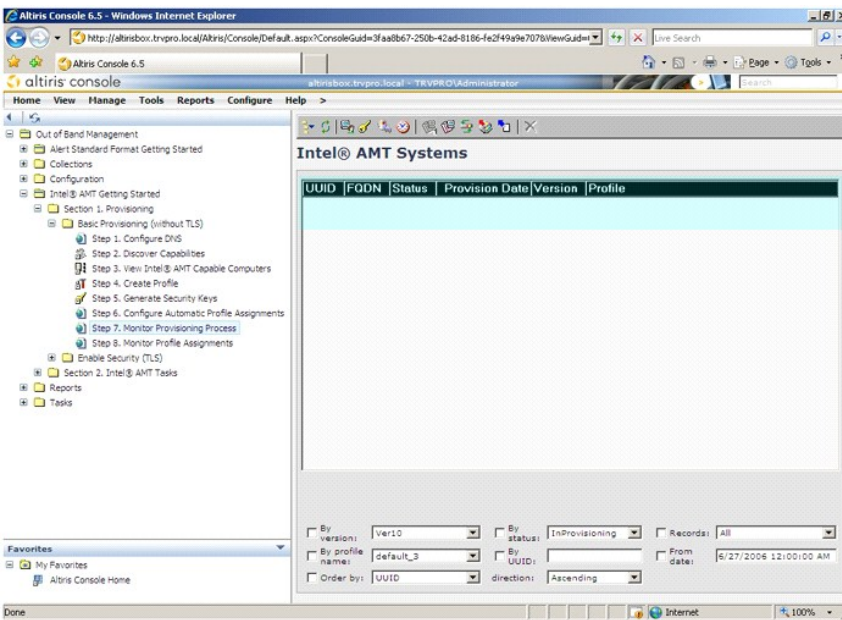 Altiris Console 6.5 - Windows Internet Explorer
http://altirisbox.trvpro.local/Altiris/Console/Default.aspx?ConsoleGuid=3faa8b67-250b-42ad-8186-fe2f49a9e707&ViewGuid=
Live Search
Altiris Console 6.5
Page
Tools
altiris console
altirisbox.trvpro.local - TRVPRO\Administrator
Search
Home View Manage Tools Reports Configure Help >
Out of Band Management
Alert Standard Format Getting Started
Collections
Configuration
Intel® AMT Getting Started
Section 1. Provisioning
Basic Provisioning (without TLS)
Step 1. Configure DNS
Step 2. Discover Capabilities
Step 3. View Intel® AMT Capable Computers
Step 4. Create Profile
Step 5. Generate Security Keys
Step 6. Configure Automatic Profile Assignments
Step 7. Monitor Provisioning Process
Step 8. Monitor Profile Assignments
Enable Security (TLS)
Section 2. Intel® AMT Tasks
Reports
Tasks
Intel® AMT Systems
UUID FQDN Status Provision Date Version Profile
By version: Ver10 By status: InProvisioning Records: All
By profile name: default_3 By UUID: From date: 6/27/2006 12:00:00 AM
Order by: UUID direction: Ascending
Favorites
My Favorites
Altiris Console Home
Done
Internet
100%